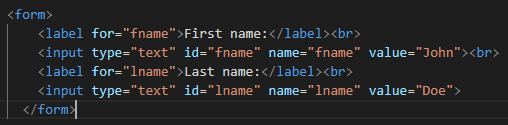 <form>
<label for="fname">First name:</label><br>
<input type="text" id="fname" name="fname" value="John"><br>
<label for="lname">Last name:</label><br>
<input type="text" id="lname" name="lname" value="Doe">
</form>